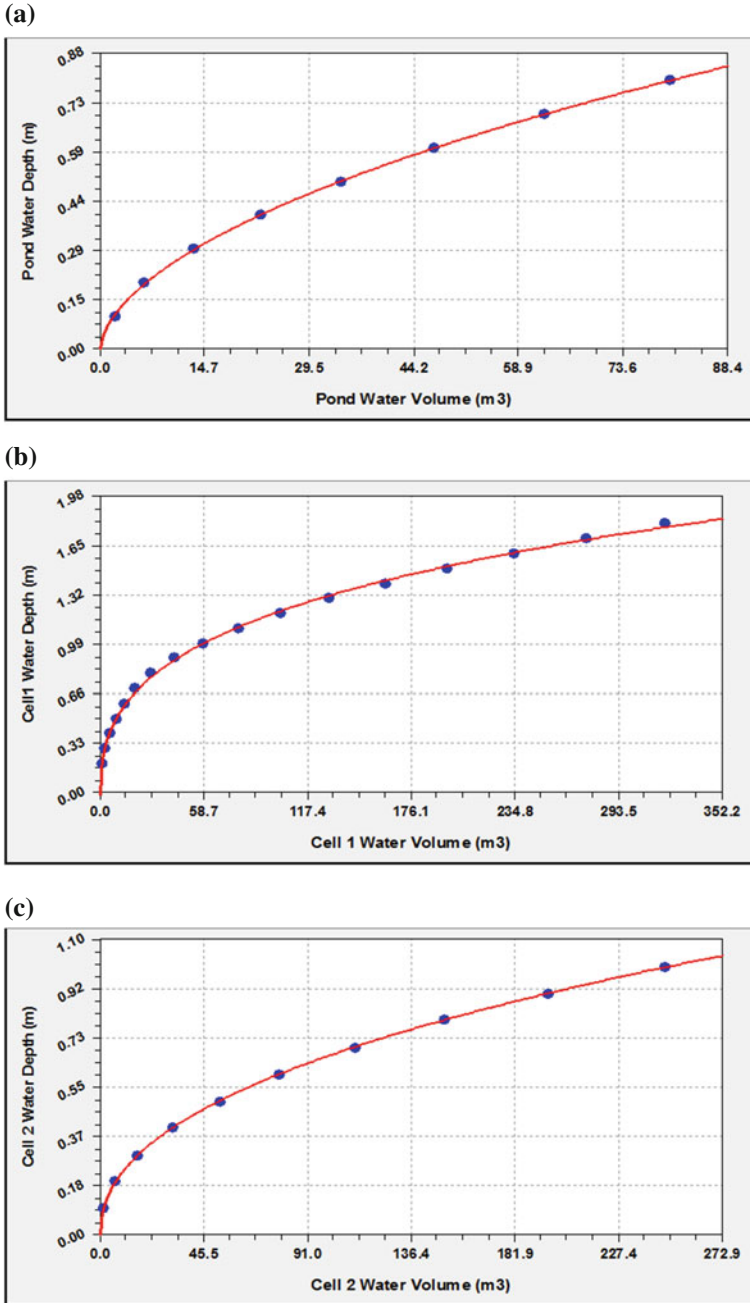 (a)
0.88
0.73
0.59
0.44
0.29
0.15
0.00
Pond Water Depth (m)
0.0 14.7 29.5 44.2 58.9 73.6 88.4
Pond Water Volume (m3)
(b)
1.98
1.65
1.32
0.99
0.66
0.33
0.00
Cell1 Water Depth (m)
0.0 58.7 117.4 176.1 234.8 293.5 352.2
Cell 1 Water Volume (m3)
(c)
1.10
0.92
0.73
0.55
0.37
0.18
0.00
Cell 2 Water Depth (m)
0.0 45.5 91.0 136.4 181.9 227.4 272.9
Cell 2 Water Volume (m3)